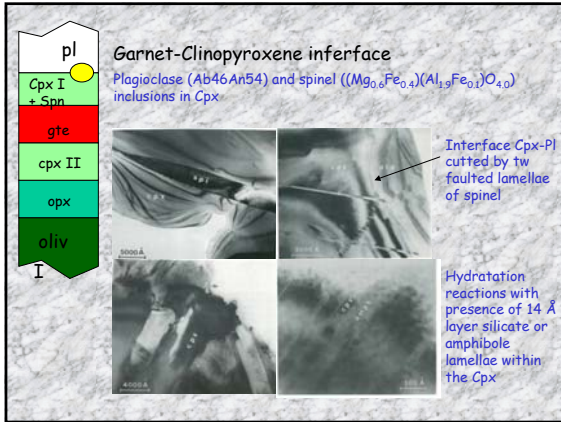 pl
Cpx I
+ Spn
gte
cpx II
opx
oliv
I
Garnet-Clinopyroxene inferface
Plagioclase (Ab46An54) and spinel ((Mg0.6Fe0.4)(Al1.9Fe0.1)O4.0)
inclusions in Cpx
Interface Cpx-Pl
cutted by tw
faulted lamellae
of spinel
5000 Å
Hydratation
reactions with
presence of 14 Å
layer silicate or
amphibole
lamellae within
the Cpx
4000 Å